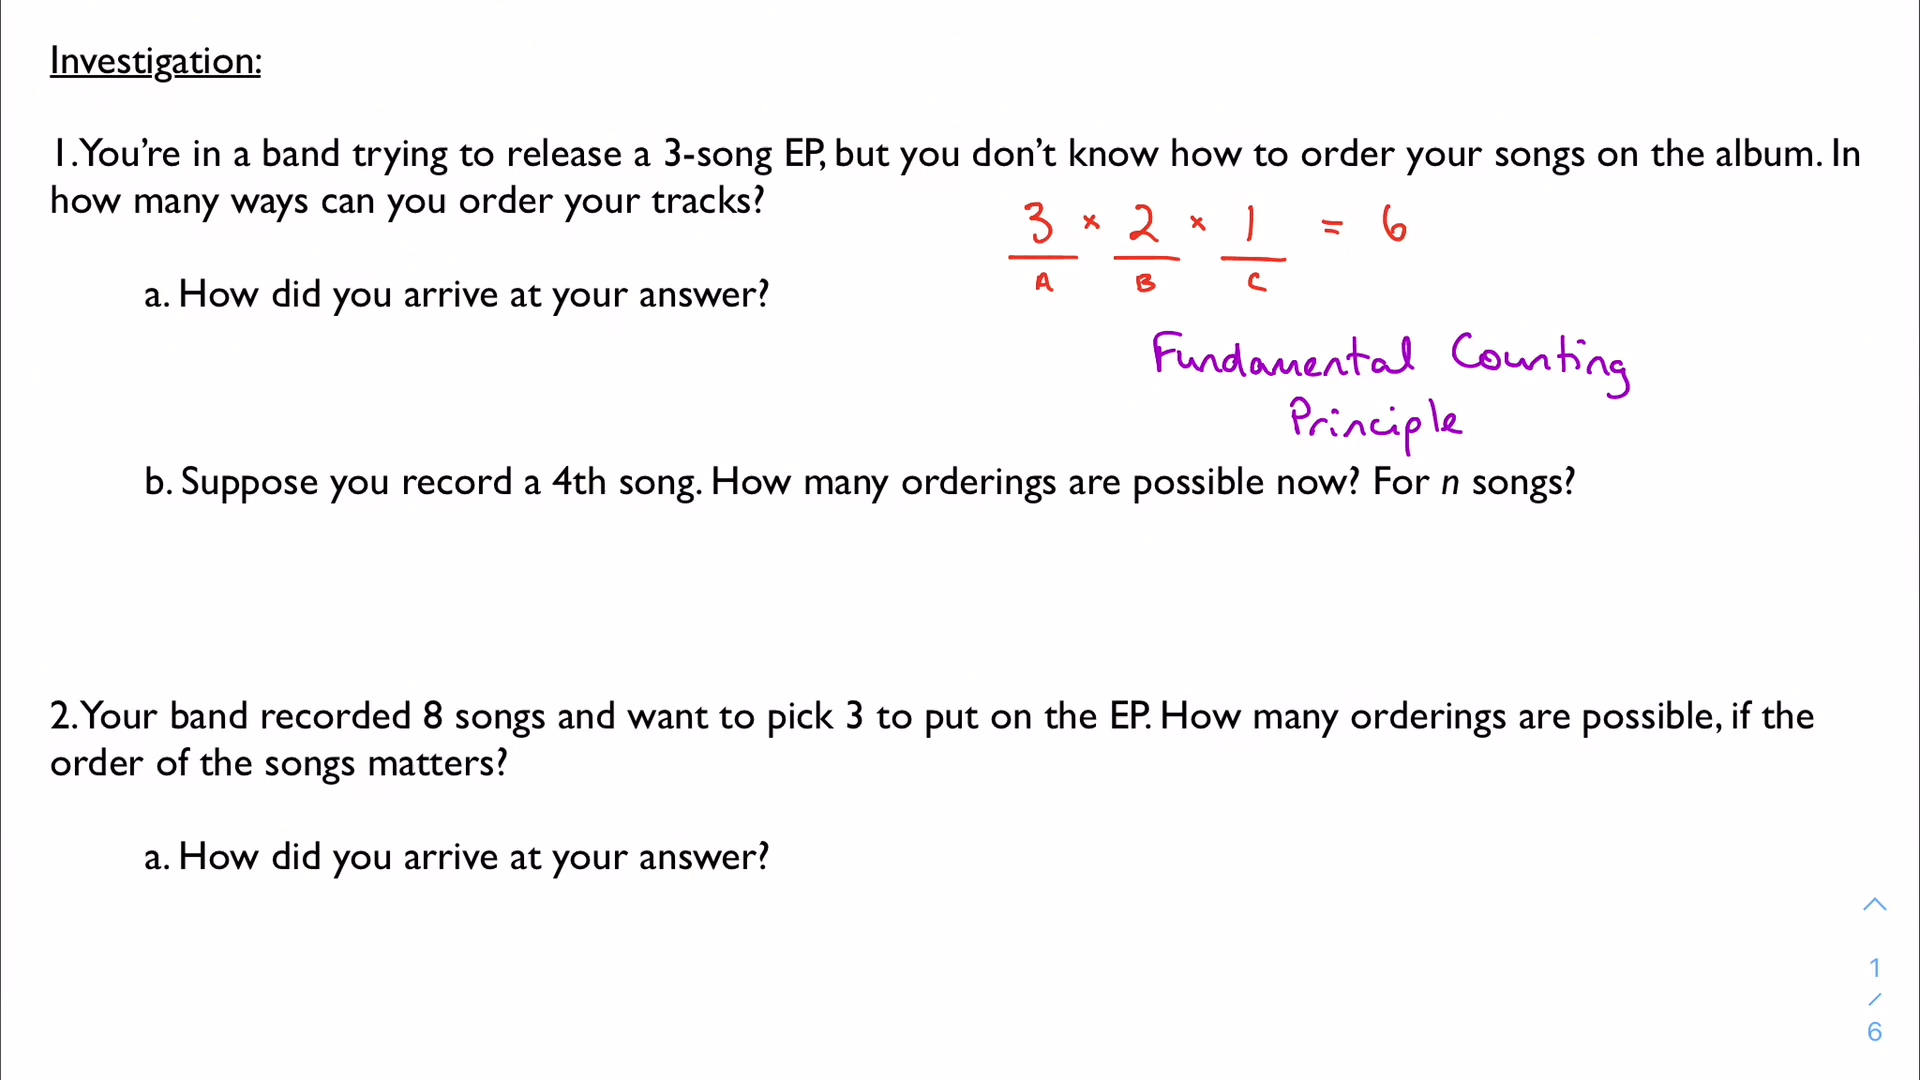 Investigation:
1. You're in a band trying to release a 3-song EP, but you don't know how to order your songs on the album. In
how many ways can you order your tracks?
3 × 2 × 1 = 6
A B C
a. How did you arrive at your answer?
Fundamental Counting
Principle
b. Suppose you record a 4th song. How many orderings are possible now? For n songs?
2. Your band recorded 8 songs and want to pick 3 to put on the EP. How many orderings are possible, if the
order of the songs matters?
a. How did you arrive at your answer?
1
/
6